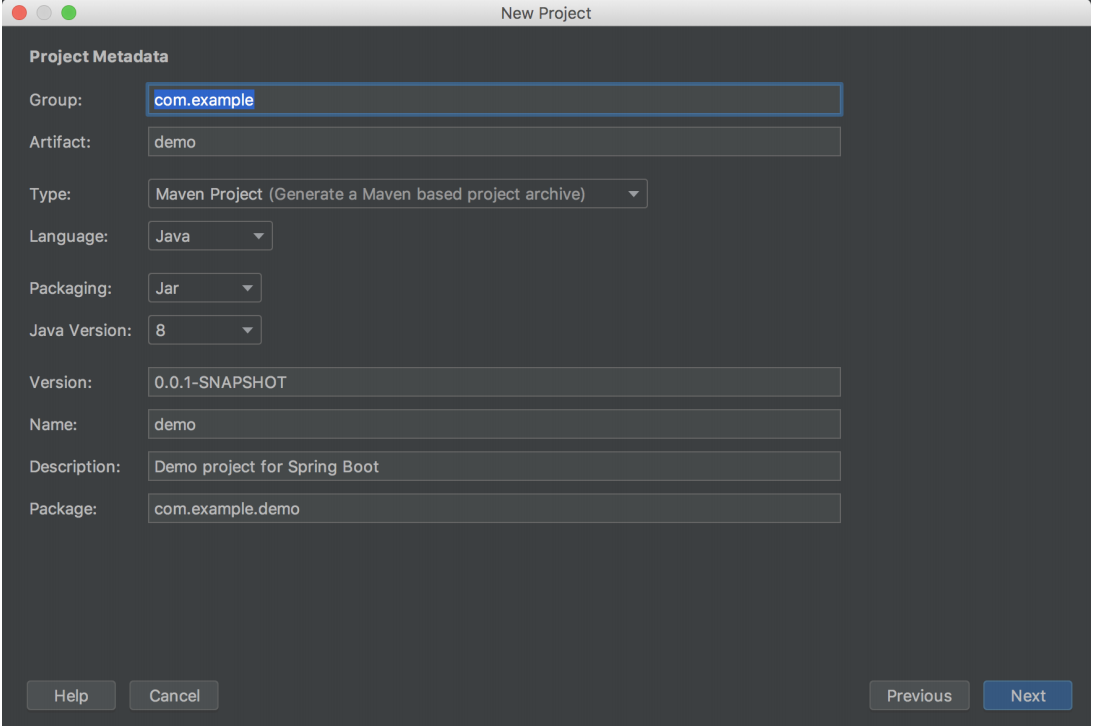 New Project
Project Metadata
Group: com.example
Artifact: demo
Type: Maven Project (Generate a Maven based project archive)
Language: Java
Packaging: Jar
Java Version: 8
Version: 0.0.1-SNAPSHOT
Name: demo
Description: Demo project for Spring Boot
Package: com.example.demo
Help Cancel Previous Next